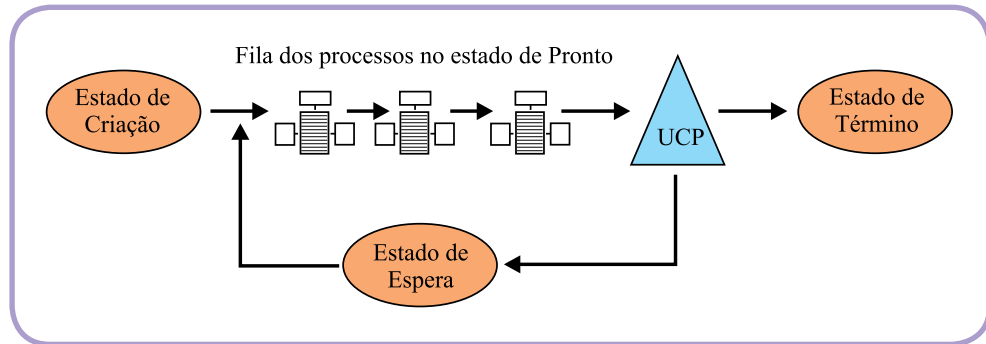 Fila dos processos no estado de Pronto
Estado de
Criação
UCP
Estado de
Término
Estado de
Espera